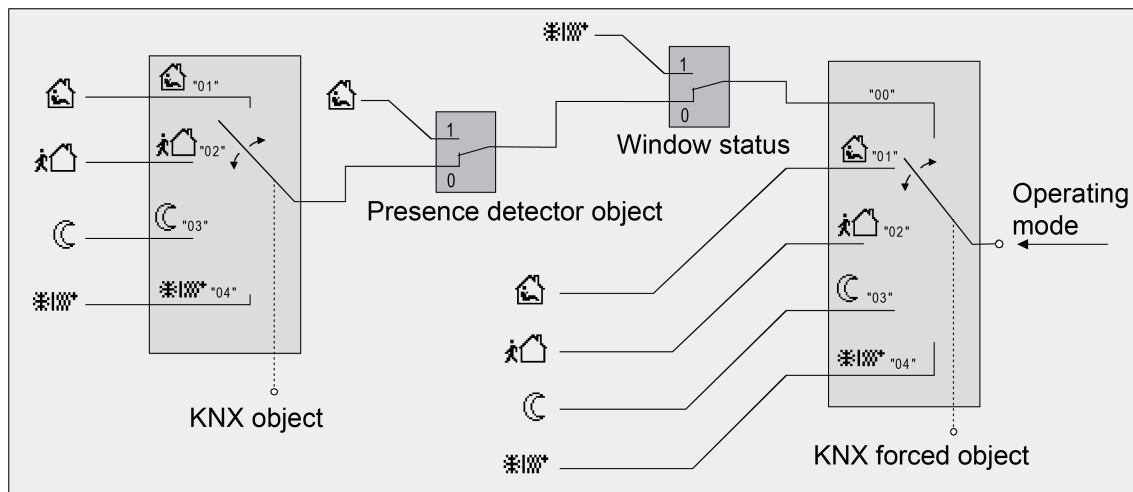 "01"
"02"
"03"
"04"
KNX object
1
0
Presence detector object
1
0
Window status
"00"
"01"
"02"
"03"
"04"
KNX forced object
Operating
mode